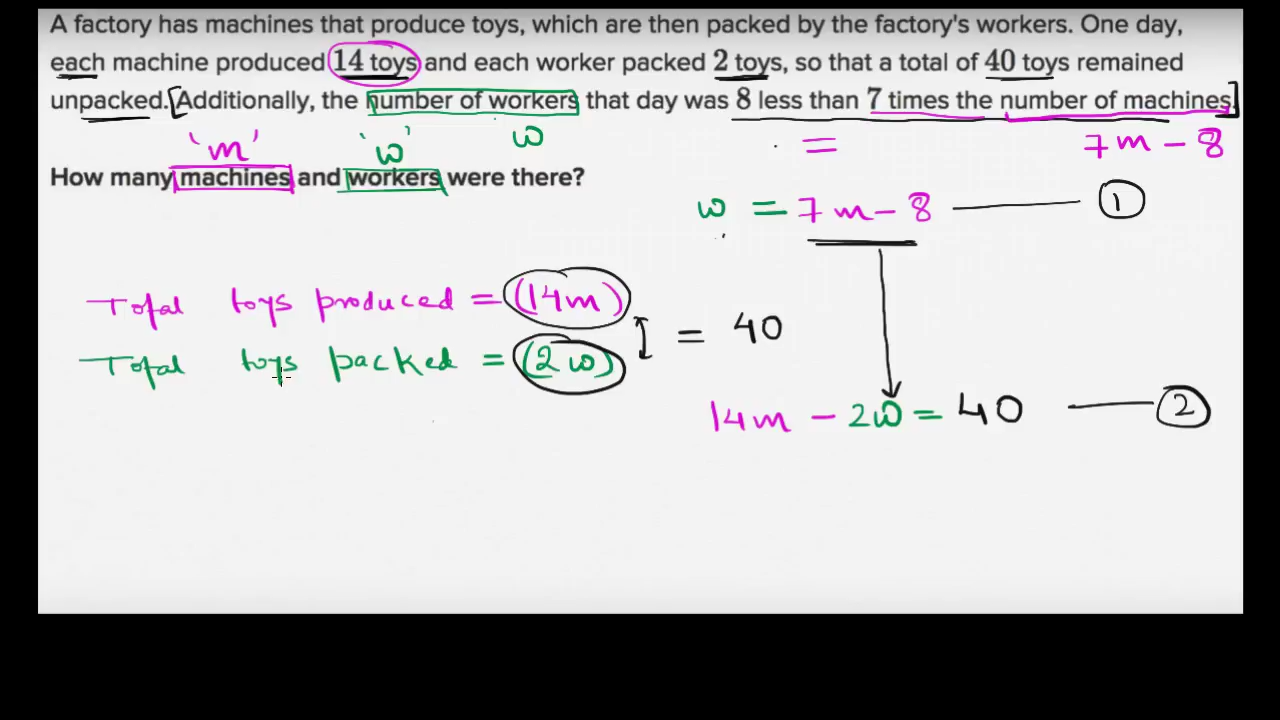 A factory has machines that produce toys, which are then packed by the factory's workers. One day,
each machine produced 14 toys and each worker packed 2 toys, so that a total of 40 toys remained
unpacked. [Additionally, the number of workers that day was 8 less than 7 times the number of machines.]
'm' 'w' w = 7m - 8
How many machines and workers were there?
w = 7m - 8 —— 1
Total toys produced = (14m)
= 40
Total toys packed = (2w)
14m - 2w = 40 —— 2